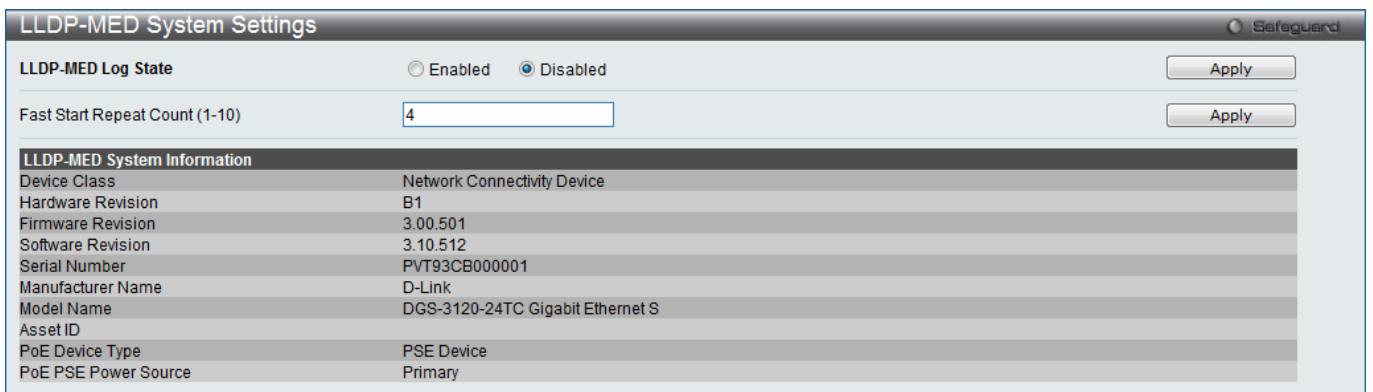 LLDP-MED System Settings
Safeguard
LLDP-MED Log State Enabled Disabled Apply
Fast Start Repeat Count (1-10) 4 Apply
LLDP-MED System Information
Device Class Network Connectivity Device
Hardware Revision B1
Firmware Revision 3.00.501
Software Revision 3.10.512
Serial Number PVT93CB000001
Manufacturer Name D-Link
Model Name DGS-3120-24TC Gigabit Ethernet S
Asset ID
PoE Device Type PSE Device
PoE PSE Power Source Primary